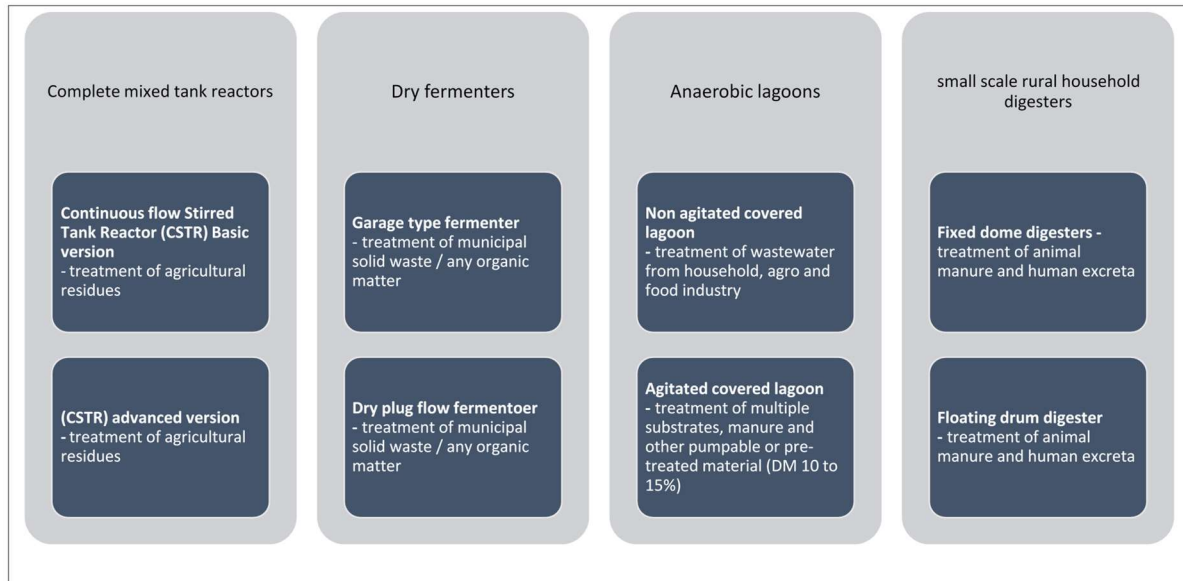 Complete mixed tank reactors
Continuous flow Stirred
Tank Reactor (CSTR) Basic
version
- treatment of agricultural
residues
(CSTR) advanced version
- treatment of agricultural
residues
Dry fermenters
Garage type fermenter
- treatment of municipal
solid waste / any organic
matter
Dry plug flow fermentoer
- treatment of municipal
solid waste / any organic
matter
Anaerobic lagoons
Non agitated covered
lagoon
- treatment of wastewater
from household, agro and
food industry
Agitated covered lagoon
- treatment of multiple
substrates, manure and
other pumpable or pre-
treated material (DM 10 to
15%)
small scale rural household
digesters
Fixed dome digesters -
treatment of animal
manure and human excreta
Floating drum digester
- treatment of animal
manure and human excreta